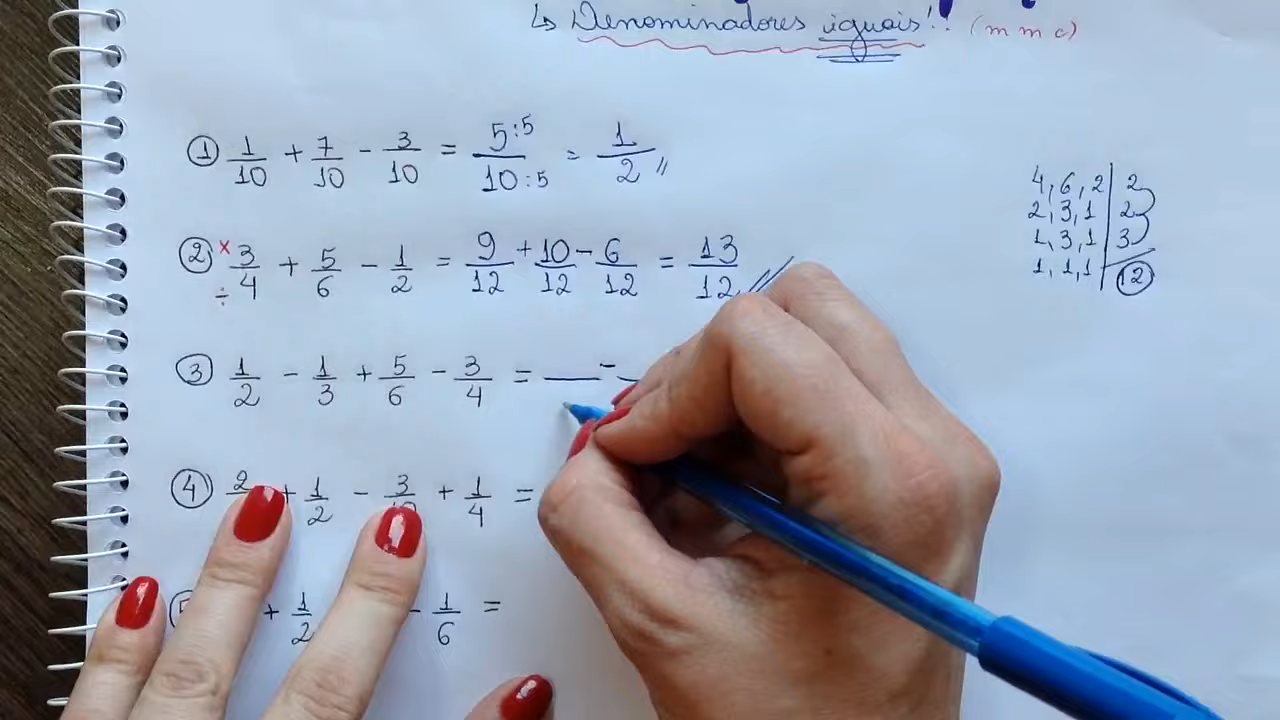 ↳ Denominadores iguais!! (m m c)
① 1/10 + 7/10 - 3/10 = 5:5/10:5 = 1/2 //
② × ÷ 3/4 + 5/6 - 1/2 = 9/12 + 10/12 - 6/12 = 13/12 //
③ 1/2 - 1/3 + 5/6 - 3/4 = __ -
④ 2 + 1/2 - 3/10 + 1/4 =
+ 1/2 - 1/6 =
4, 6, 2 | 2
2, 3, 1 | 2
1, 3, 1 | 3
1, 1, 1 | 12